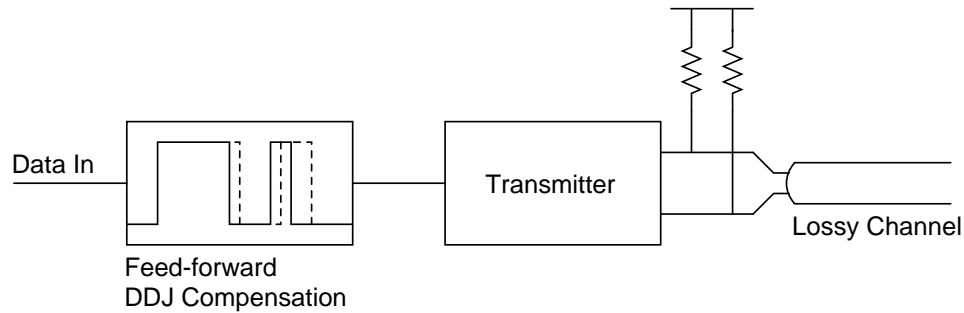 Data In
Transmitter
Lossy Channel
Feed-forward
DDJ Compensation